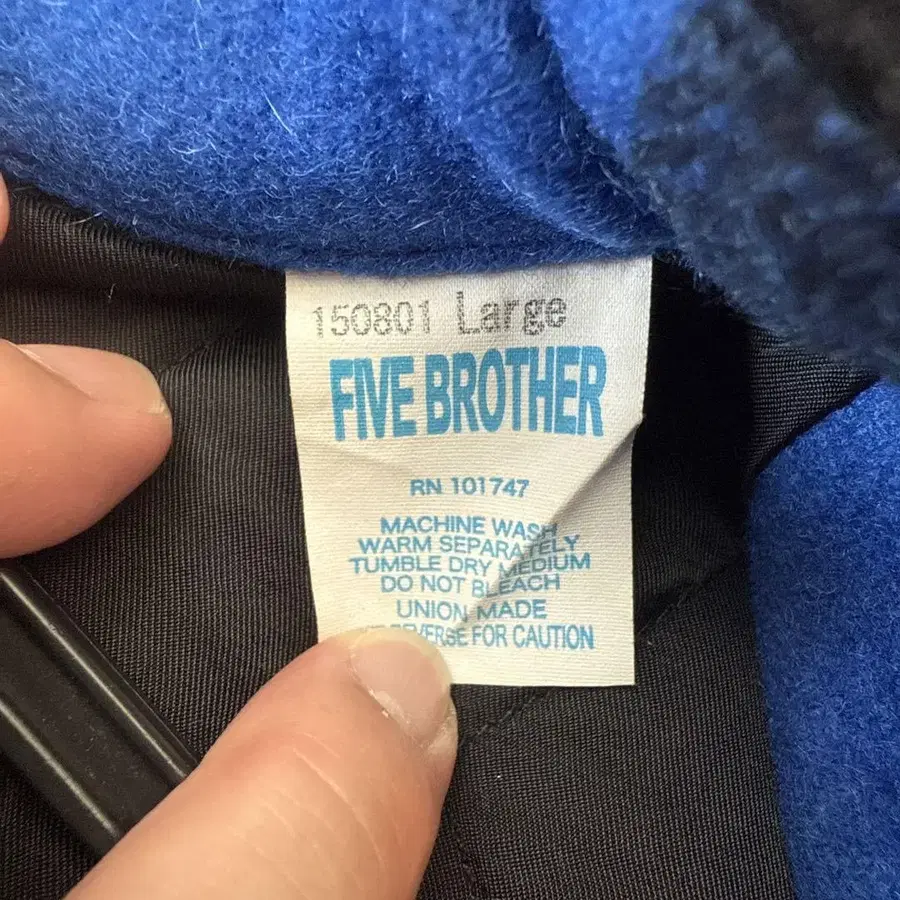 150801 Large
FIVE BROTHER
RN 101747
MACHINE WASH
WARM SEPARATELY
TUMBLE DRY MEDIUM
DO NOT BLEACH
UNION MADE
REVERSE FOR CAUTION